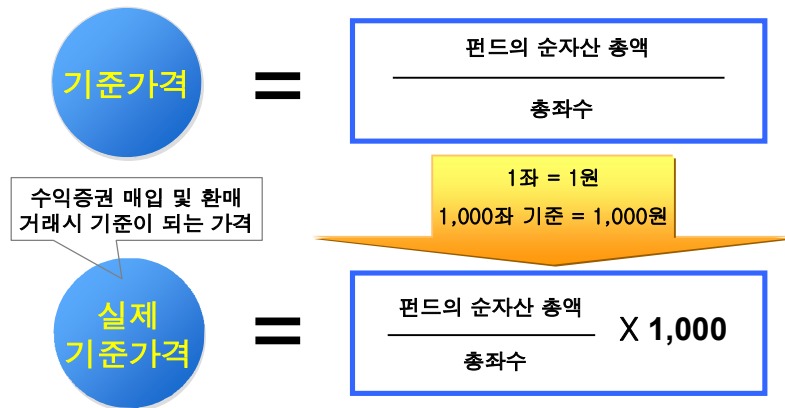 기준가격
=
펀드의 순자산 총액
총좌수
1좌 = 1원
1,000좌 기준 = 1,000원
수익증권 매입 및 환매
거래시 기준이 되는 가격
실제
기준가격
=
펀드의 순자산 총액
총좌수
X 1,000